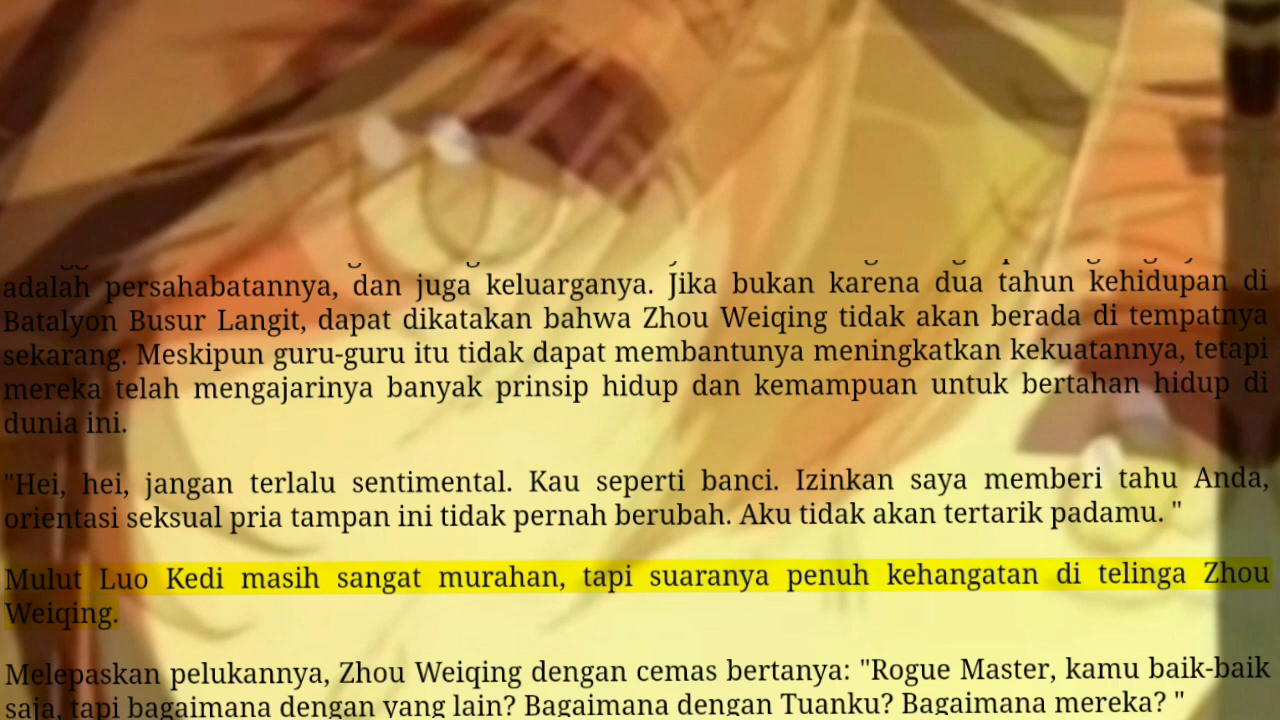 adalah persahabatannya, dan juga keluarganya. Jika bukan karena dua tahun kehidupan di
Batalyon Busur Langit, dapat dikatakan bahwa Zhou Weiqing tidak akan berada di tempatnya
sekarang. Meskipun guru-guru itu tidak dapat membantunya meningkatkan kekuatannya, tetapi
mereka telah mengajarinya banyak prinsip hidup dan kemampuan untuk bertahan hidup di
dunia ini.
"Hei, hei, jangan terlalu sentimental. Kau seperti banci. Izinkan saya memberi tahu Anda,
orientasi seksual pria tampan ini tidak pernah berubah. Aku tidak akan tertarik padamu. "
Mulut Luo Kedi masih sangat murahan, tapi suaranya penuh kehangatan di telinga Zhou
Weiqing.
Melepaskan pelukannya, Zhou Weiqing dengan cemas bertanya: "Rogue Master, kamu baik-baik
saja, tapi bagaimana dengan yang lain? Bagaimana dengan Tuanku? Bagaimana mereka? "